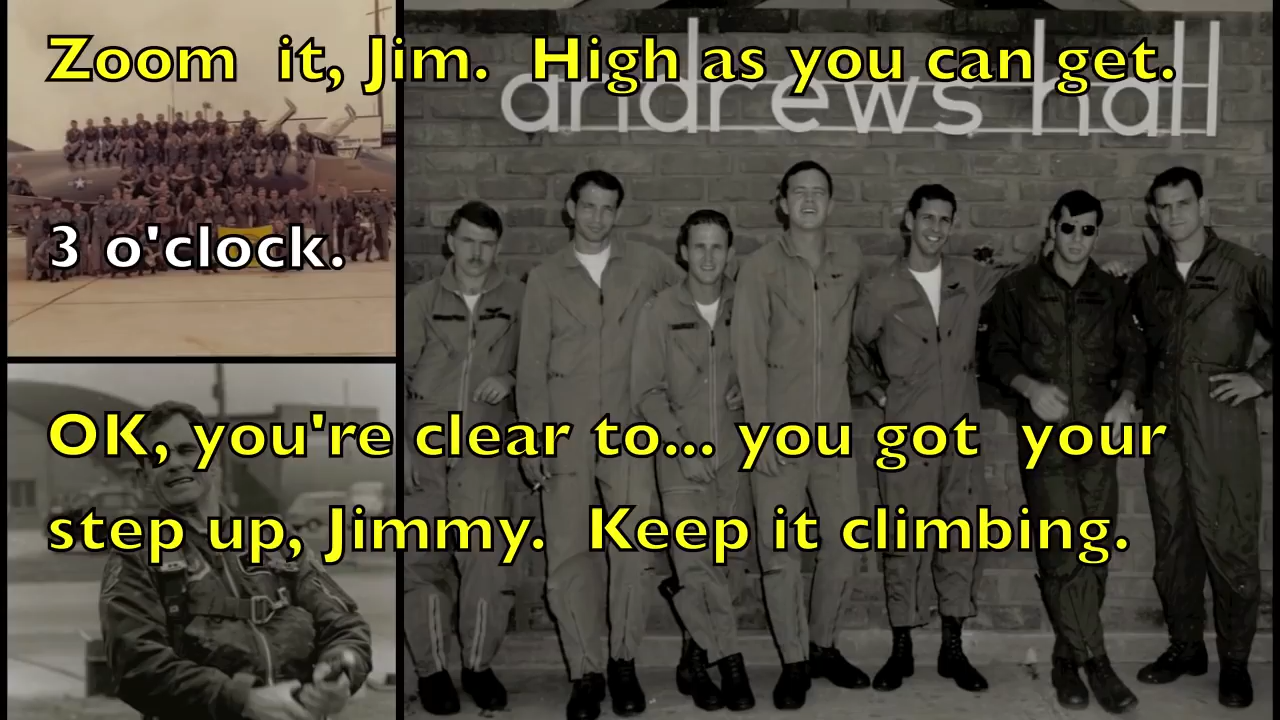 Zoom it, Jim. High as you can get.
andrews hall
3 o'clock.
OK, you're clear to... you got your
step up, Jimmy. Keep it climbing.